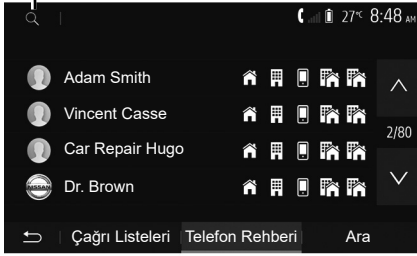 27°C 8:48 AM
Adam Smith
Vincent Casse
2/80
Car Repair Hugo
NISSAN Dr. Brown
Çağrı Listeleri Telefon Rehberi Ara